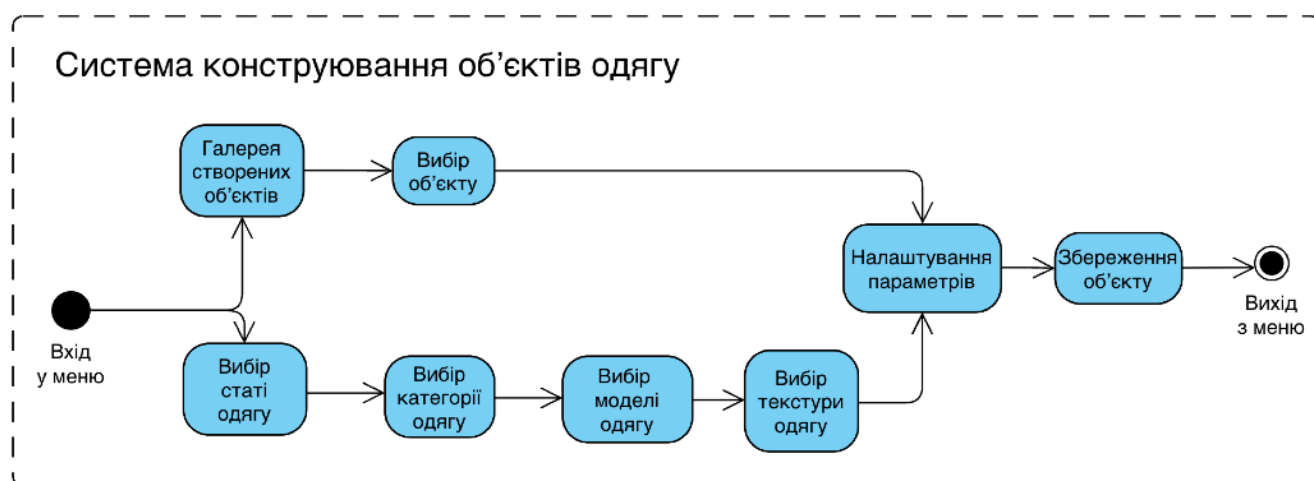 Система конструювання об'єктів одягу
Галерея
створених
об'єктів
Вибір
об'єкту
Налаштування
параметрів
Збереження
об'єкту
Вихід
з меню
Вхід
у меню
Вибір
статі
одягу
Вибір
категорії
одягу
Вибір
моделі
одягу
Вибір
текстури
одягу